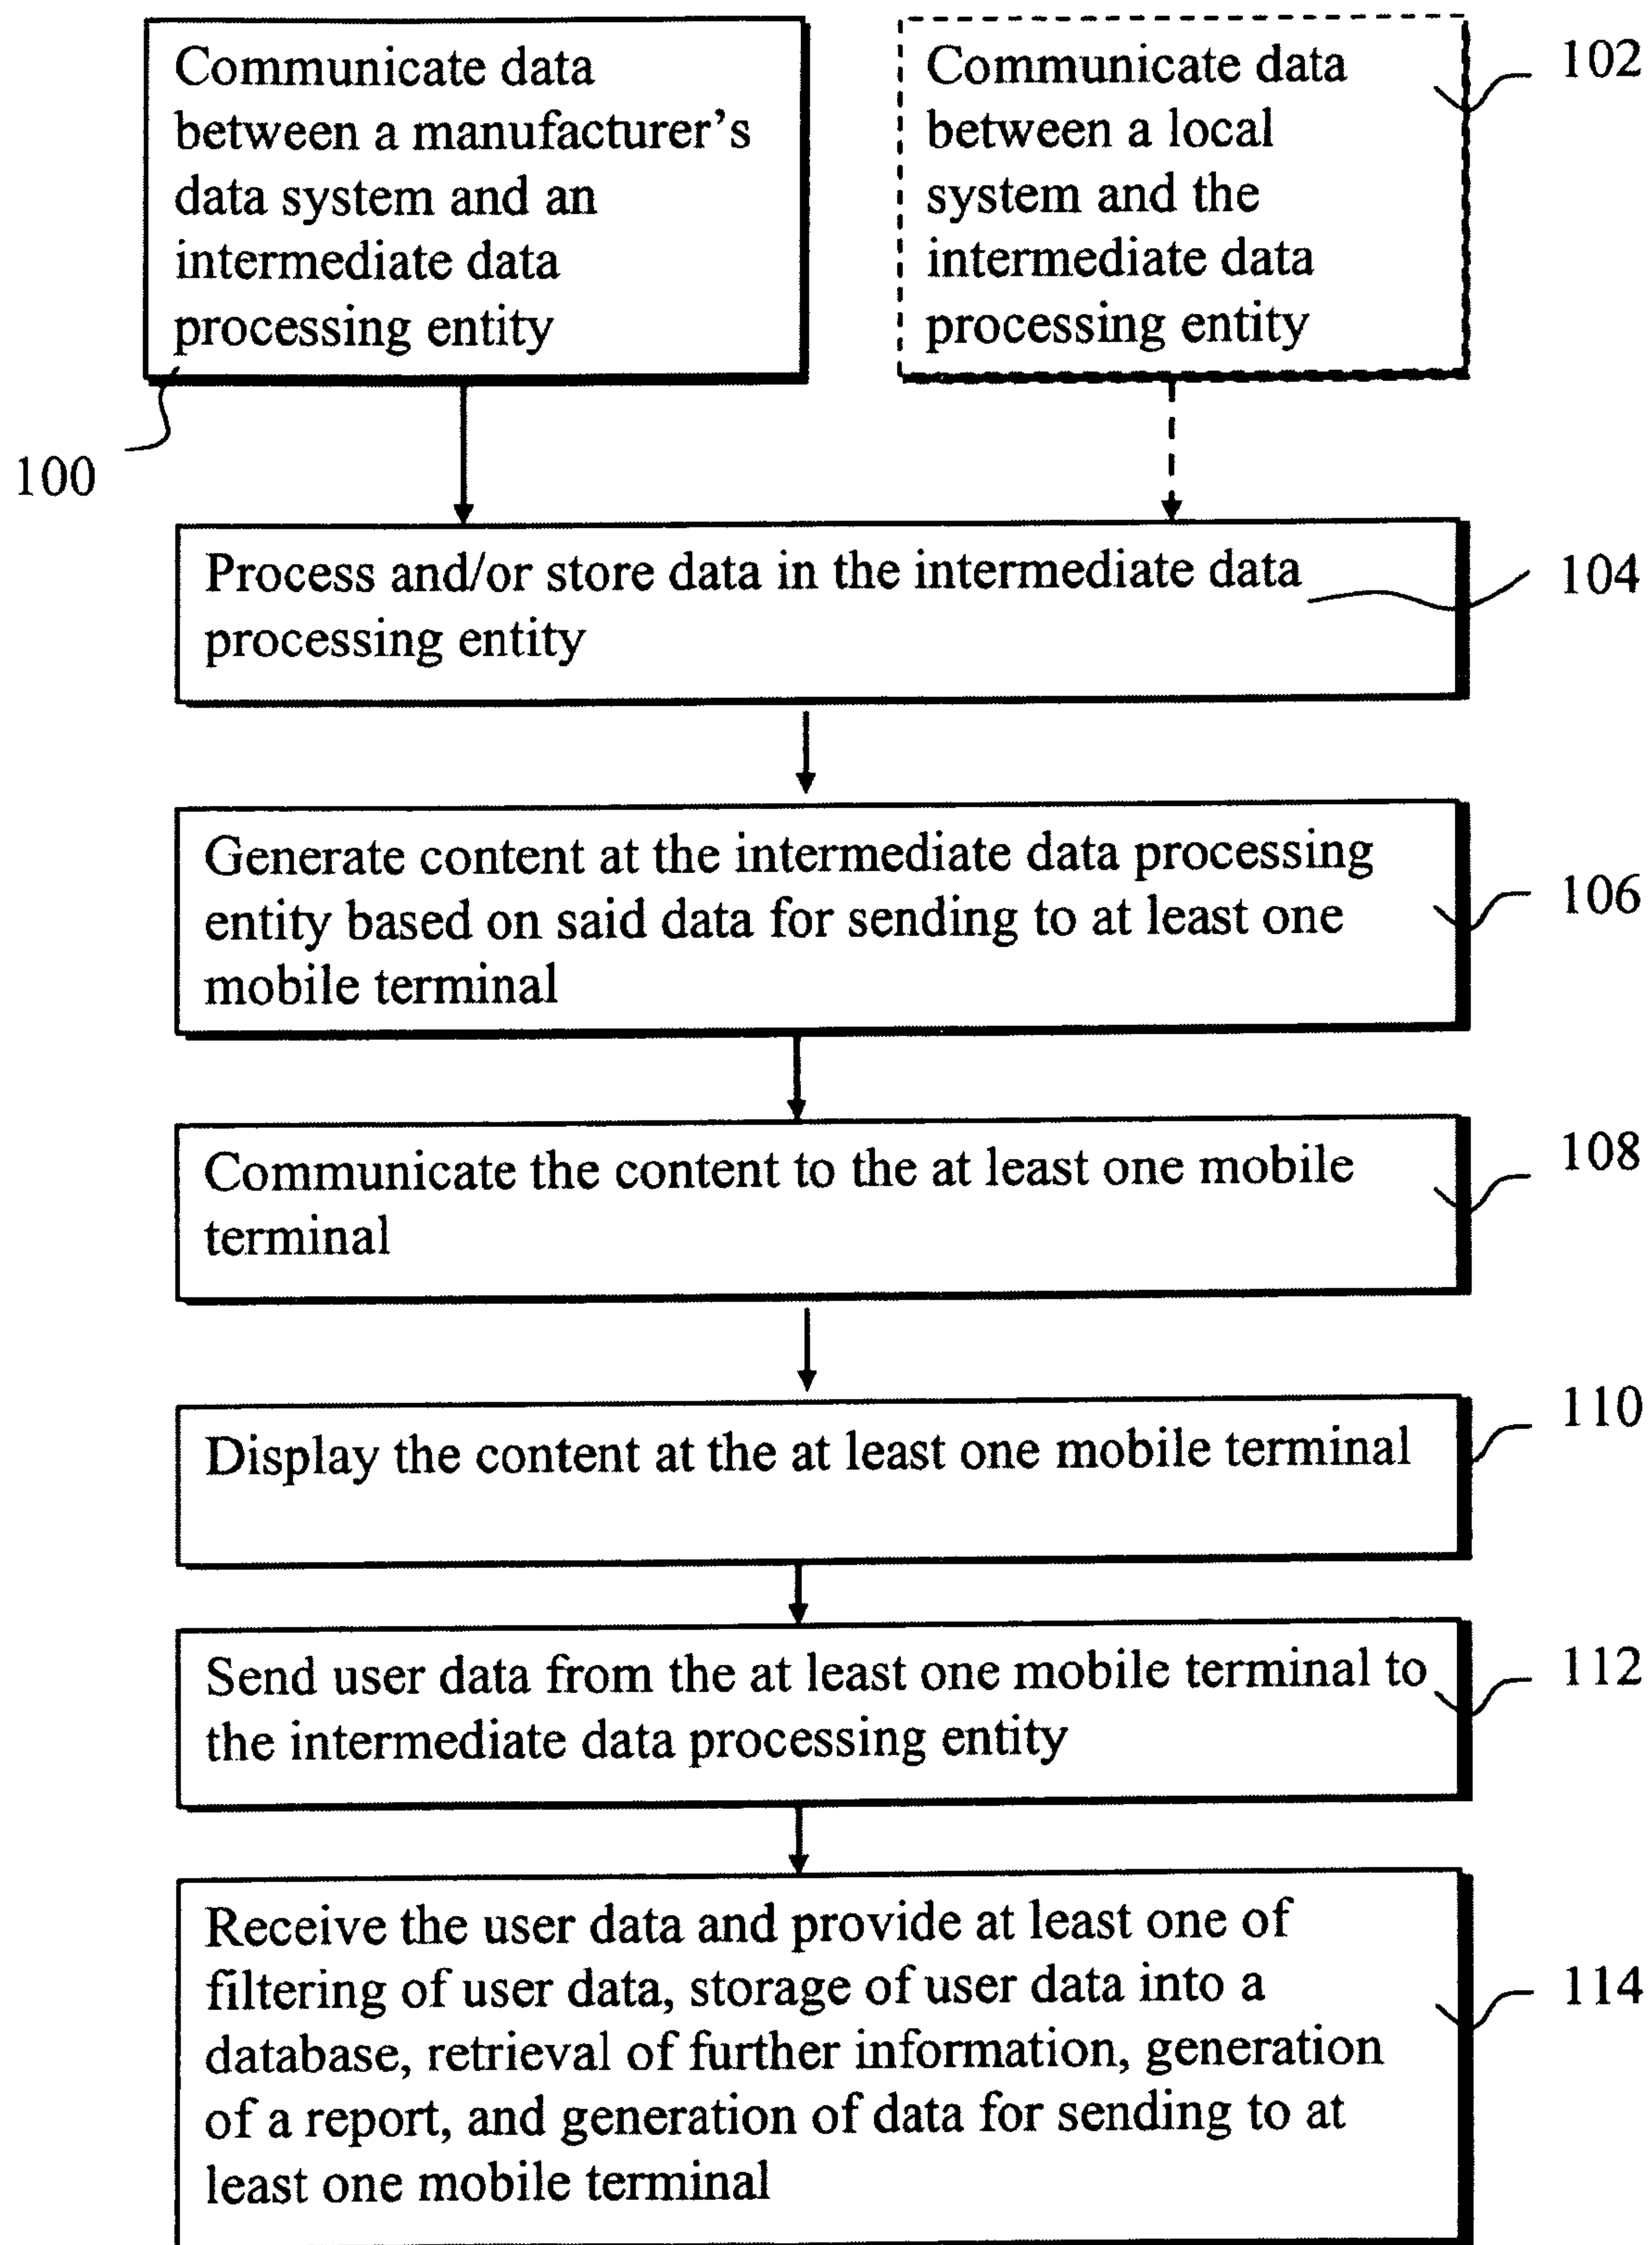 Communicate data
between a manufacturer's
data system and an
intermediate data
processing entity
100
Communicate data
between a local
system and the
intermediate data
processing entity
102
Process and/or store data in the intermediate data
processing entity
104
Generate content at the intermediate data processing
entity based on said data for sending to at least one
mobile terminal
106
Communicate the content to the at least one mobile
terminal
108
Display the content at the at least one mobile terminal
110
Send user data from the at least one mobile terminal to
the intermediate data processing entity
112
Receive the user data and provide at least one of
filtering of user data, storage of user data into a
database, retrieval of further information, generation
of a report, and generation of data for sending to at
least one mobile terminal
114